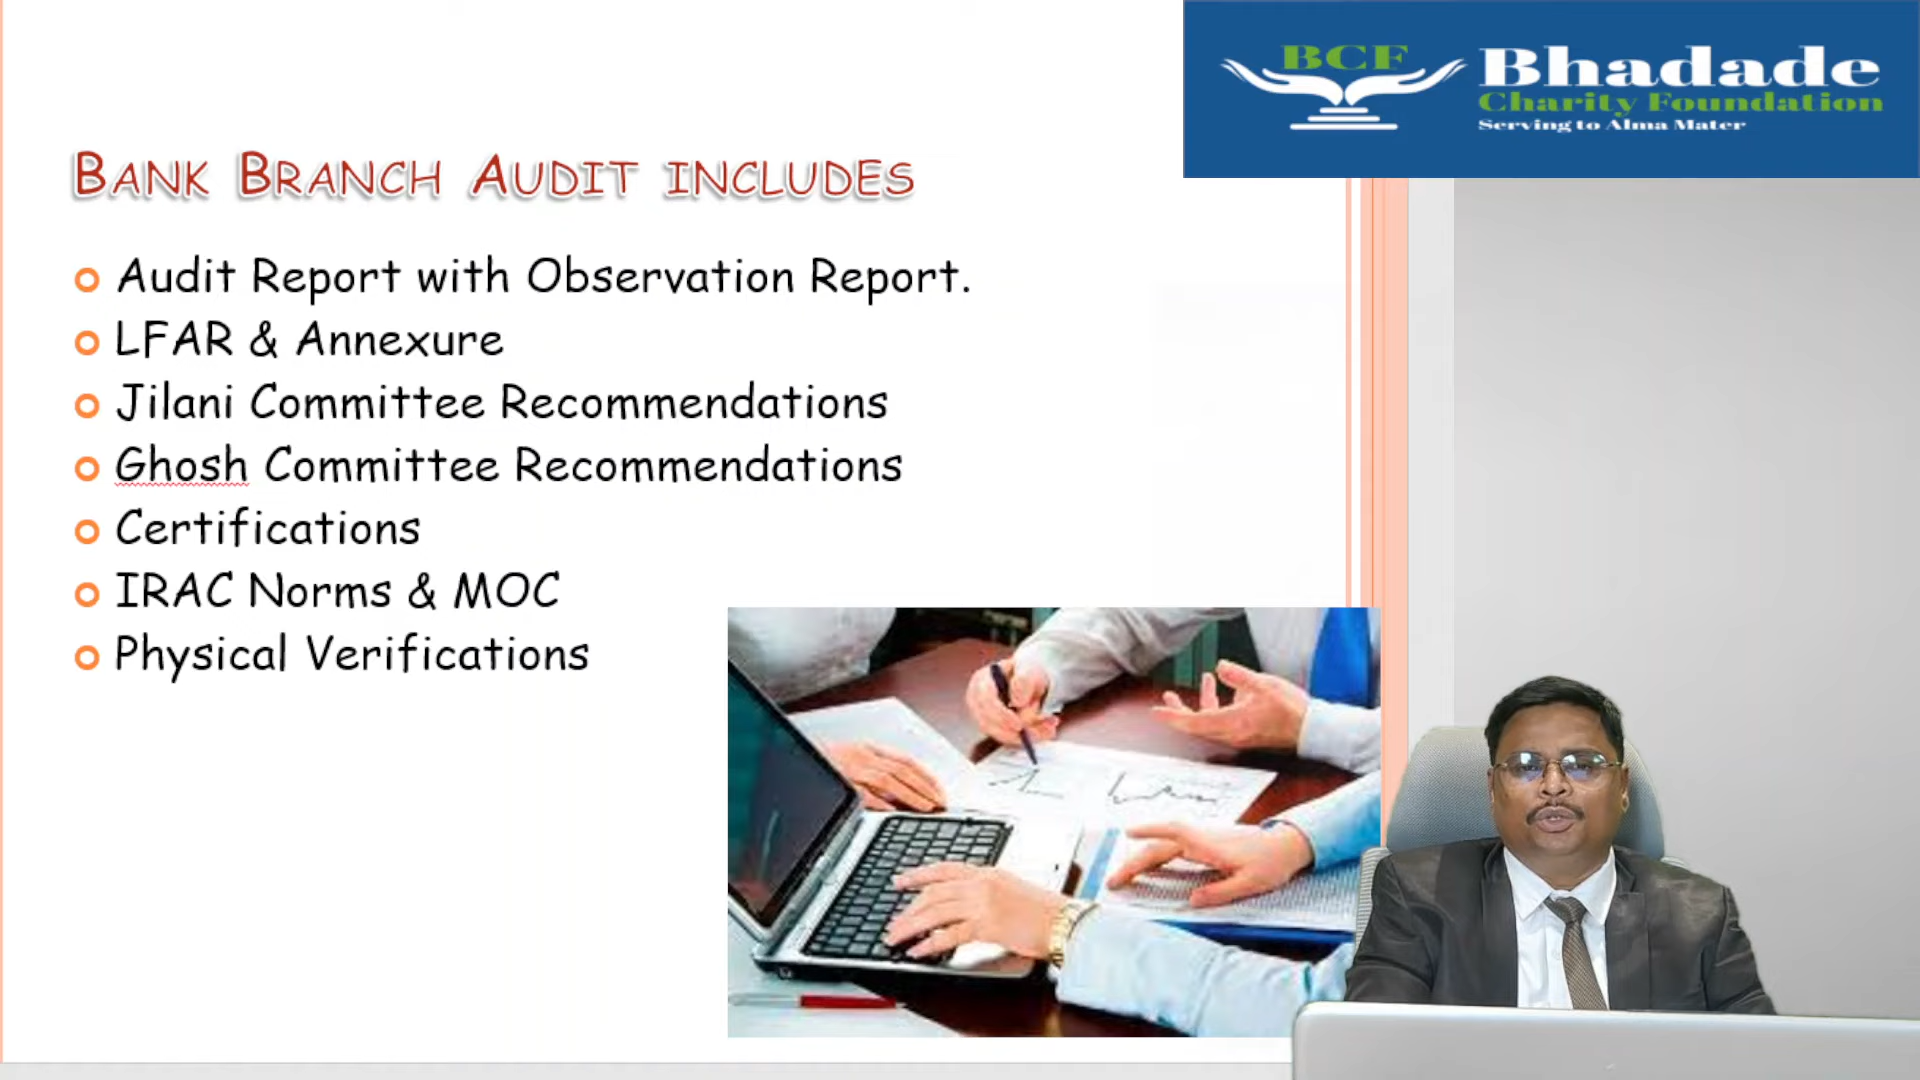 BCF
Bhadade
Charity Foundation
Serving to Alma Mater
BANK BRANCH AUDIT INCLUDES
Audit Report with Observation Report.
LFAR & Annexure
Jilani Committee Recommendations
Ghosh Committee Recommendations
Certifications
IRAC Norms & MOC
Physical Verifications